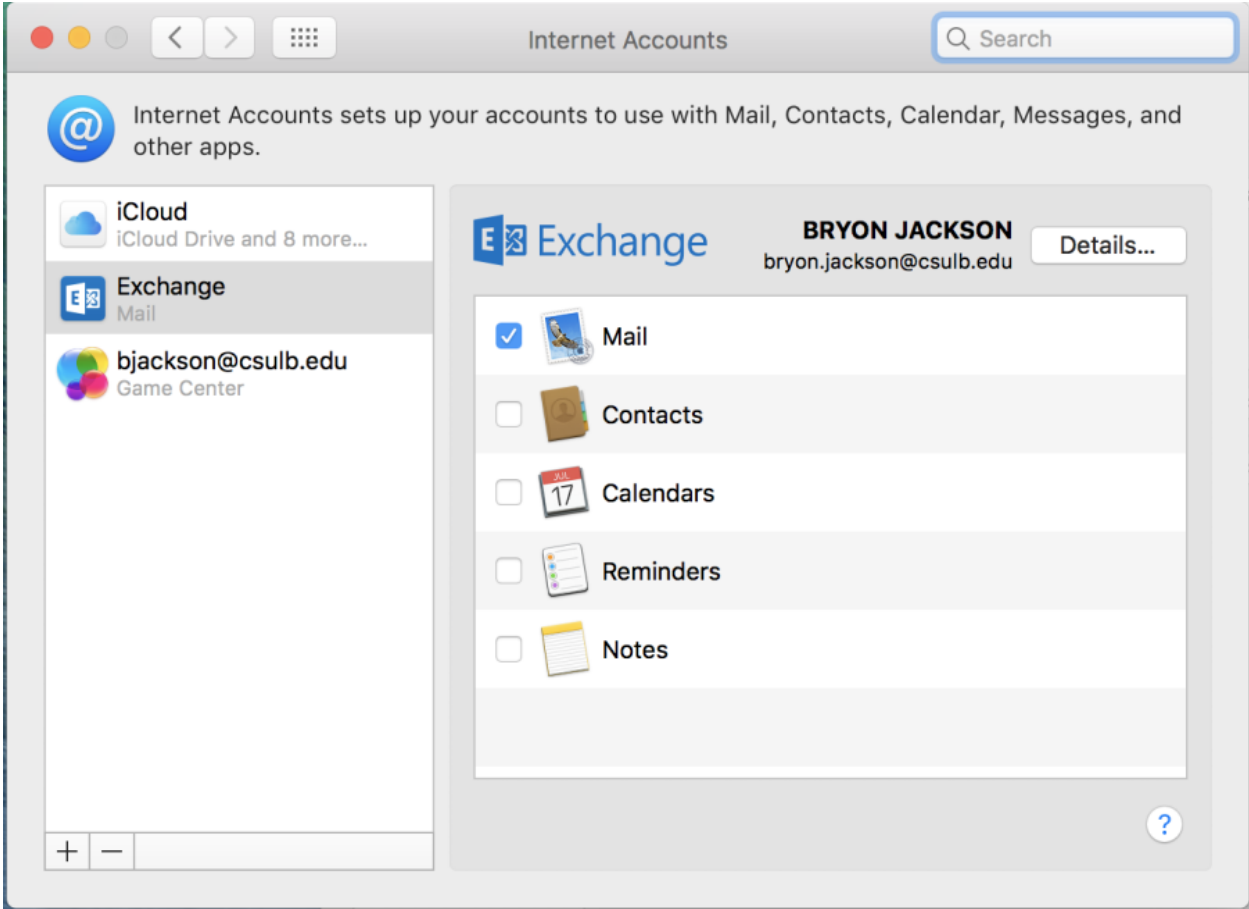 Internet Accounts
Search
Internet Accounts sets up your accounts to use with Mail, Contacts, Calendar, Messages, and
other apps.
iCloud
iCloud Drive and 8 more...
Exchange
Mail
bjackson@csulb.edu
Game Center
E Exchange
BRYON JACKSON
bryon.jackson@csulb.edu
Details...
Mail
Contacts
JUL
17
Calendars
Reminders
Notes
+ −
?